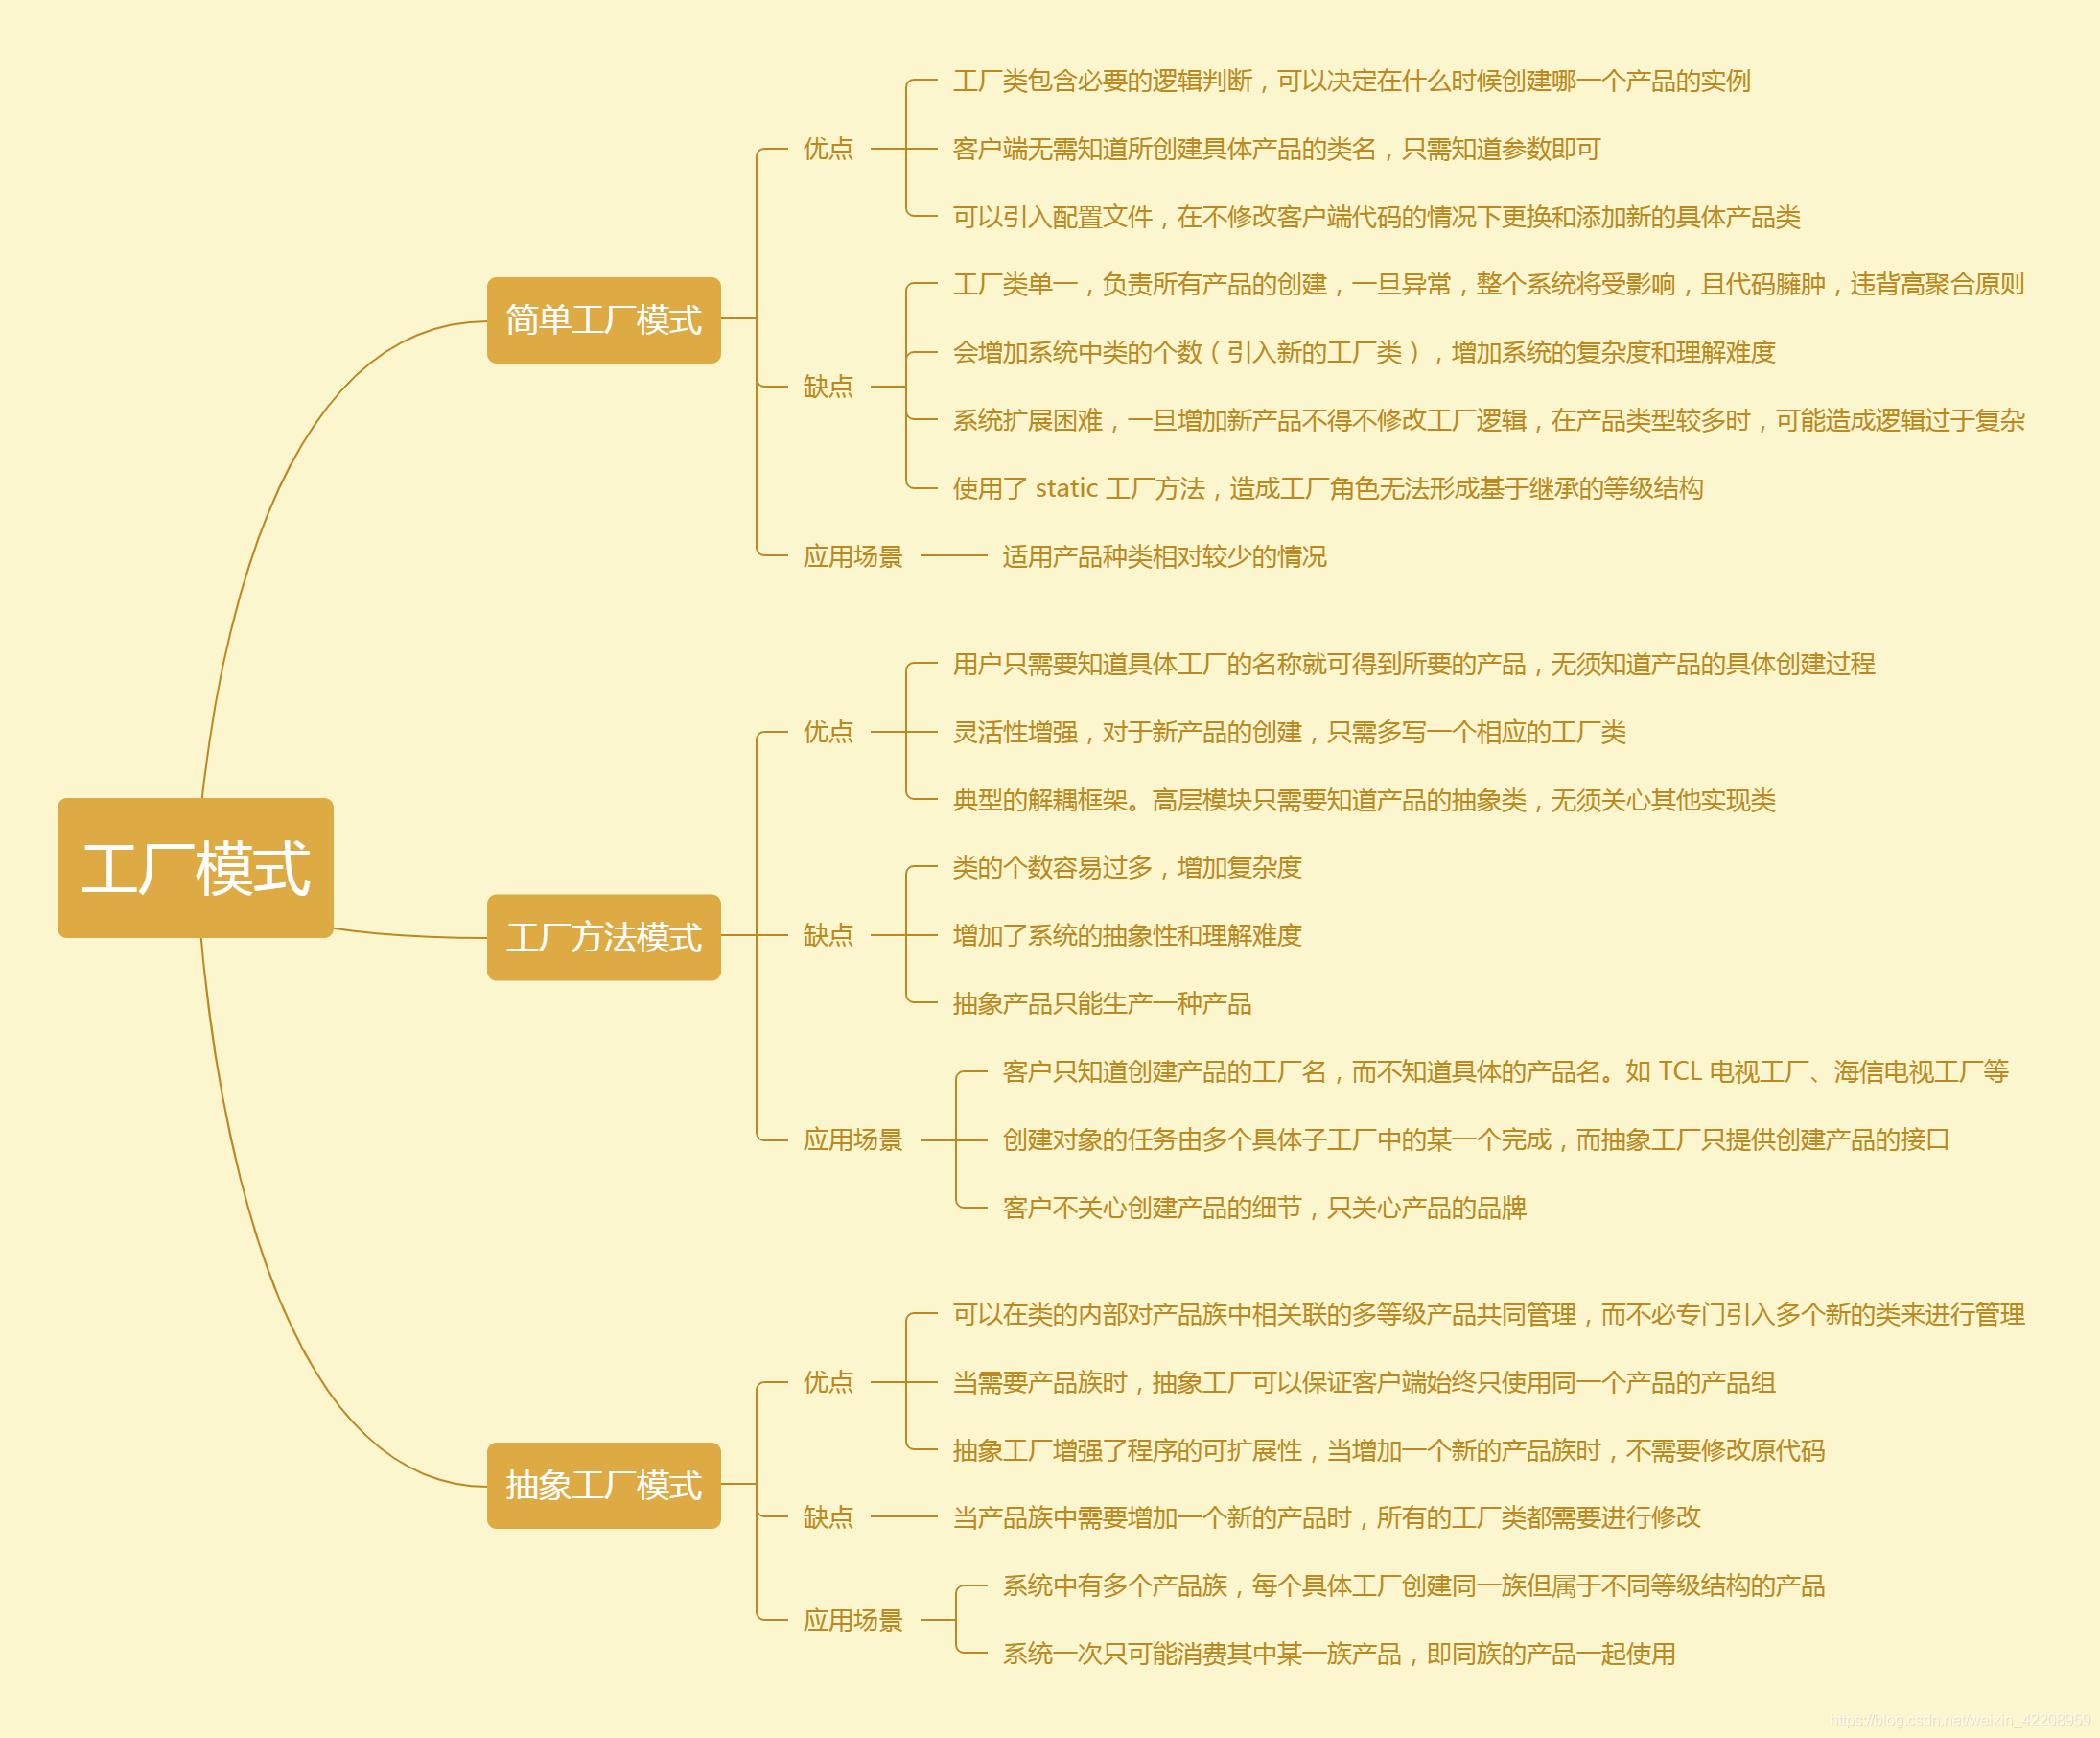 工厂模式
简单工厂模式
优点
工厂类包含必要的逻辑判断，可以决定在什么时候创建哪一个产品的实例
客户端无需知道所创建具体产品的类名，只需知道参数即可
可以引入配置文件，在不修改客户端代码的情况下更换和添加新的具体产品类
缺点
工厂类单一，负责所有产品的创建，一旦异常，整个系统将受影响，且代码臃肿，违背高聚合原则
会增加系统中类的个数（引入新的工厂类），增加系统的复杂度和理解难度
系统扩展困难，一旦增加新产品不得不修改工厂逻辑，在产品类型较多时，可能造成逻辑过于复杂
使用了 static 工厂方法，造成工厂角色无法形成基于继承的等级结构
应用场景
适用产品种类相对较少的情况
工厂方法模式
优点
用户只需要知道具体工厂的名称就可得到所要的产品，无须知道产品的具体创建过程
灵活性增强，对于新产品的创建，只需多写一个相应的工厂类
典型的解耦框架。高层模块只需要知道产品的抽象类，无须关心其他实现类
缺点
类的个数容易过多，增加复杂度
增加了系统的抽象性和理解难度
抽象产品只能生产一种产品
应用场景
客户只知道创建产品的工厂名，而不知道具体的产品名。如 TCL 电视工厂、海信电视工厂等
创建对象的任务由多个具体子工厂中的某一个完成，而抽象工厂只提供创建产品的接口
客户不关心创建产品的细节，只关心产品的品牌
抽象工厂模式
优点
可以在类的内部对产品族中相关联的多等级产品共同管理，而不必专门引入多个新的类来进行管理
当需要产品族时，抽象工厂可以保证客户端始终只使用同一个产品的产品组
抽象工厂增强了程序的可扩展性，当增加一个新的产品族时，不需要修改原代码
缺点
当产品族中需要增加一个新的产品时，所有的工厂类都需要进行修改
应用场景
系统中有多个产品族，每个具体工厂创建同一族但属于不同等级结构的产品
系统一次只可能消费其中某一族产品，即同族的产品一起使用
https://blog.csdn.net/weixin_42208959